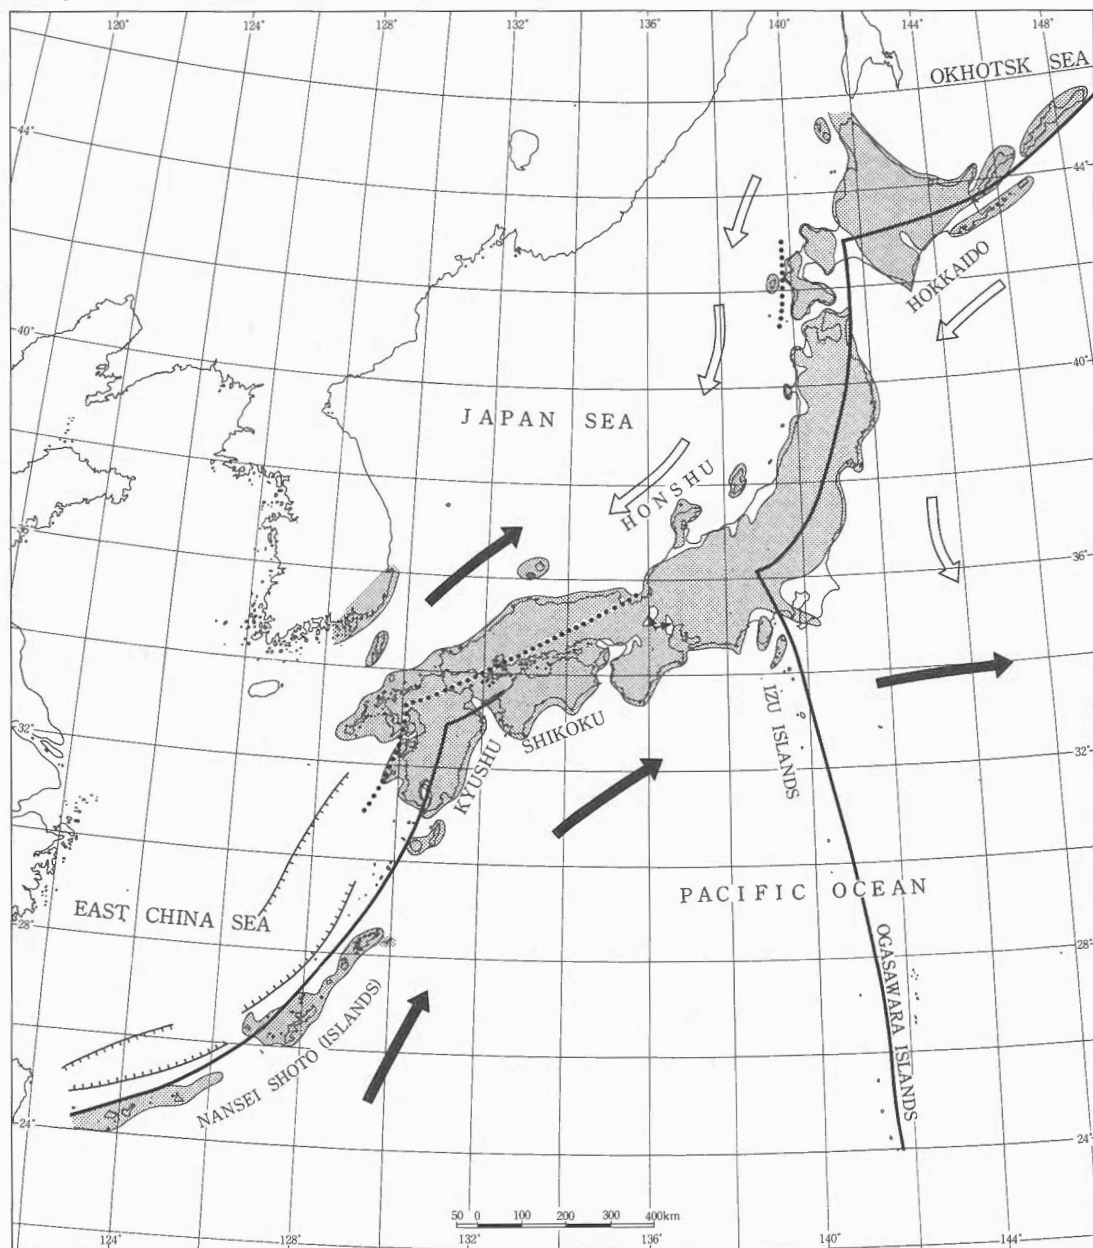 120° 124° 128° 132° 136° 140° 144° 148°
OKHOTSK SEA
44°
44°
HOKKAIDO
40°
40°
JAPAN SEA
HONSHU
36°
36°
IZU ISLANDS
SHIKOKU
KYUSHU
32°
32°
PACIFIC OCEAN
EAST CHINA SEA
28°
28°
OGASAWARA ISLANDS
NANSEI SHOTO (ISLANDS)
24°
24°
50 0 100 200 300 400km
124° 128° 132° 136° 140° 144°